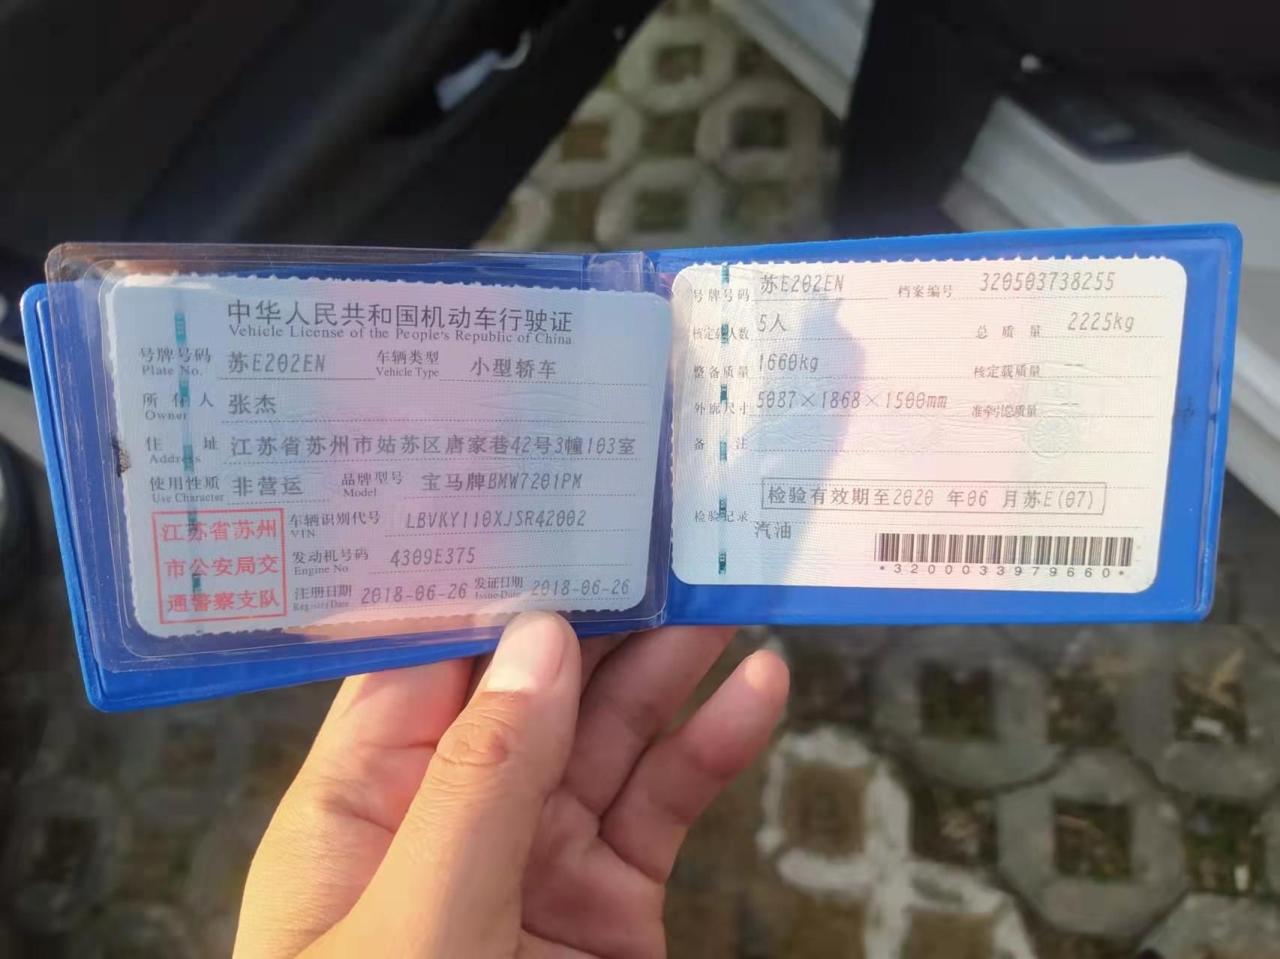 中华人民共和国机动车行驶证
Vehicle License of the People's Republic of China
号牌号码 苏E202EN 车辆类型 小型轿车
Plate No. Vehicle Type
所有人 张杰
Owner
住址 江苏省苏州市姑苏区唐家巷42号3幢103室
Address
使用性质 非营运 品牌型号 宝马牌BMW7201PM
Use Character Model
江苏省苏州
市公安局交
通警察支队
车辆识别代号 LBVKY110XJSR42002
VIN
发动机号码 4309E375
Engine No.
注册日期 2018-06-26 发证日期 2018-06-26
Register Date Issue Date
号牌号码 苏E202EN 档案编号 320503738255
核定载人数 5人 总质量 2225kg
整备质量 1660kg 核定载质量 --
外廓尺寸 5087×1868×1500mm 准牵引总质量 --
备注
检验有效期至2020 年06 月苏E(07)
检验记录
汽油
*3200033979660*